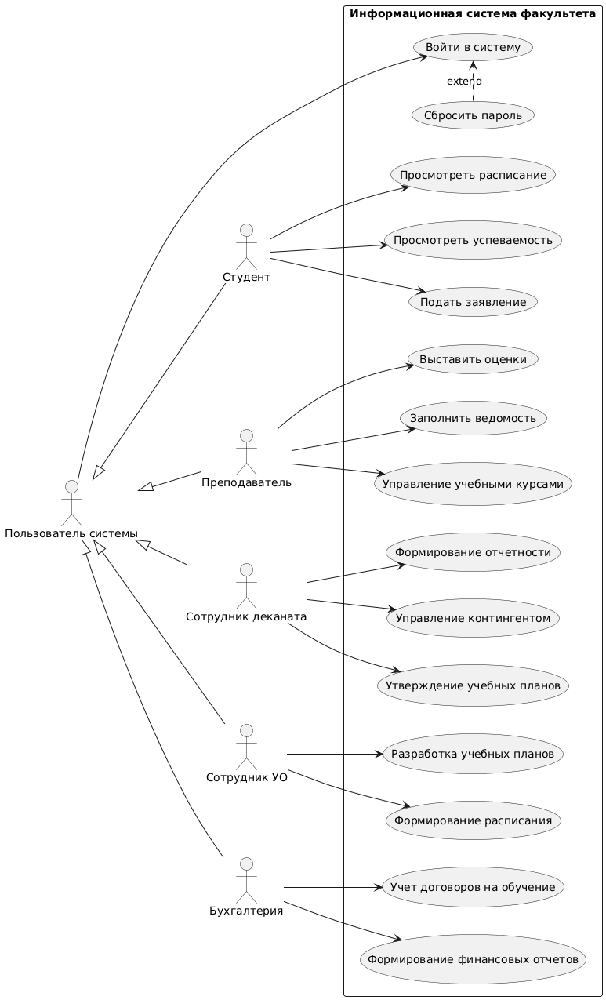 Информационная система факультета
Войти в систему
extend
Сбросить пароль
Просмотреть расписание
Просмотреть успеваемость
Студент
Подать заявление
Выставить оценки
Заполнить ведомость
Преподаватель
Управление учебными курсами
Пользователь системы
Формирование отчетности
Сотрудник деканата
Управление контингентом
Утверждение учебных планов
Разработка учебных планов
Сотрудник УО
Формирование расписания
Учет договоров на обучение
Бухгалтерия
Формирование финансовых отчетов